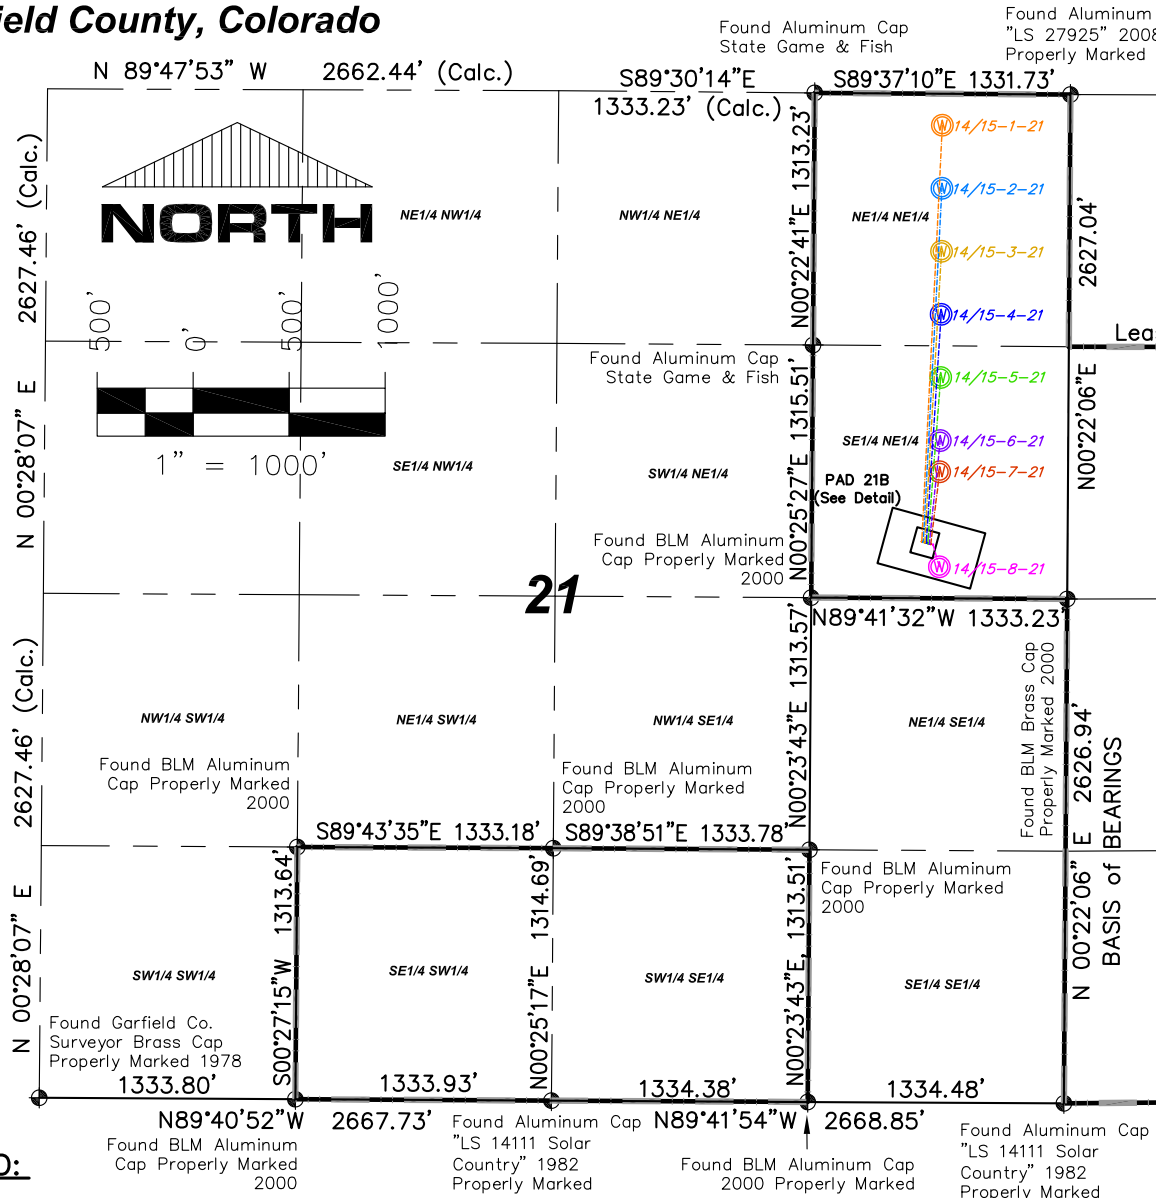 ield County, Colorado
Found Aluminum Cap
State Game & Fish
Found Aluminum
"LS 27925" 2008
Properly Marked
N 89°47'53" W 2662.44' (Calc.)
S89°30'14"E
1333.23' (Calc.)
S89°37'10"E 1331.73'
2627.46' (Calc.)
N 00°28'07" E
NORTH
NE1/4 NW1/4
NW1/4 NE1/4
NE1/4 NE1/4
N00°22'41"E 1313.23'
14/15-1-21
14/15-2-21
14/15-3-21
14/15-4-21
14/15-5-21
14/15-6-21
14/15-7-21
14/15-8-21
2627.04'
N00°22'06"E
Lea
500'
0'
500'
1000'
1" = 1000'
Found Aluminum Cap
State Game & Fish
N00°25'27"E 1315.51'
SE1/4 NW1/4
SW1/4 NE1/4
SE1/4 NE1/4
PAD 21B
(See Detail)
Found BLM Aluminum
Cap Properly Marked
2000
21
N89°41'32"W 1333.23'
2627.46' (Calc.)
N 00°28'07" E
NW1/4 SW1/4
NE1/4 SW1/4
NW1/4 SE1/4
NE1/4 SE1/4
N00°23'43"E 1313.57'
Found BLM Brass Cap
Properly Marked 2000
N 00°22'06" E 2626.94'
BASIS of BEARINGS
Found BLM Aluminum
Cap Properly Marked
2000
Found BLM Aluminum
Cap Properly Marked
2000
S89°43'35"E 1333.18'
S89°38'51"E 1333.78'
Found BLM Aluminum
Cap Properly Marked
2000
S00°27'15"W 1313.64'
N00°25'17"E 1314.69'
N00°23'43"E, 1313.51'
SW1/4 SW1/4
SE1/4 SW1/4
SW1/4 SE1/4
SE1/4 SE1/4
Found Garfield Co.
Surveyor Brass Cap
Properly Marked 1978
1333.80'
1333.93'
1334.38'
1334.48'
N89°40'52"W 2667.73'
N89°41'54"W 2668.85'
Found BLM Aluminum
Cap Properly Marked
2000
Found Aluminum Cap
"LS 14111 Solar
Country" 1982
Properly Marked
Found BLM Aluminum Cap
2000 Properly Marked
Found Aluminum Cap
"LS 14111 Solar
Country" 1982
Properly Marked